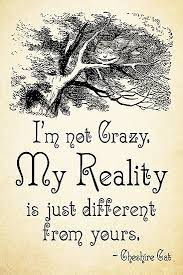 I'm not Crazy.
My Reality
is just different
from yours.
- Cheshire Cat